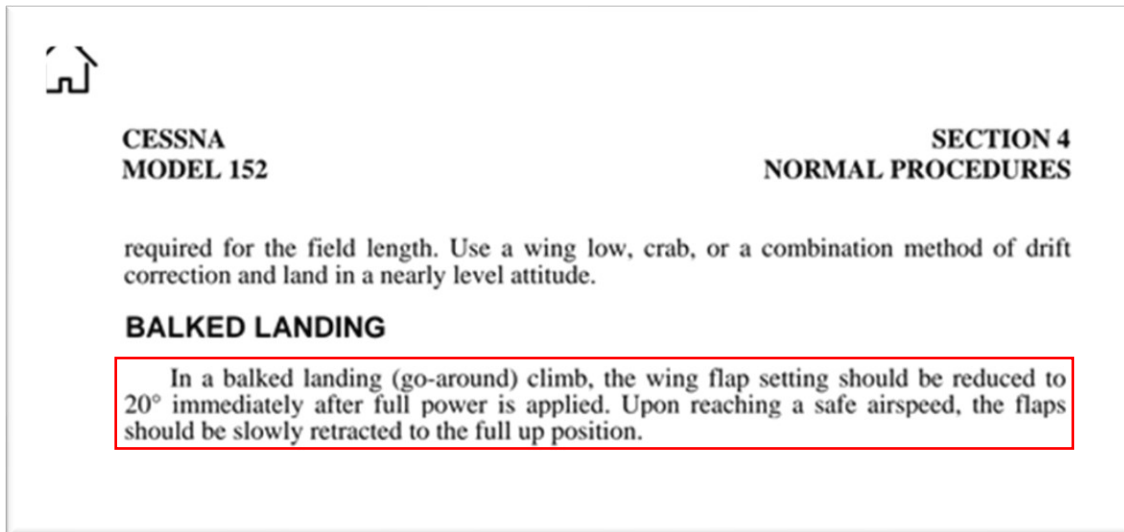 CESSNA
MODEL 152
SECTION 4
NORMAL PROCEDURES
required for the field length. Use a wing low, crab, or a combination method of drift
correction and land in a nearly level attitude.
BALKED LANDING
In a balked landing (go-around) climb, the wing flap setting should be reduced to
20° immediately after full power is applied. Upon reaching a safe airspeed, the flaps
should be slowly retracted to the full up position.